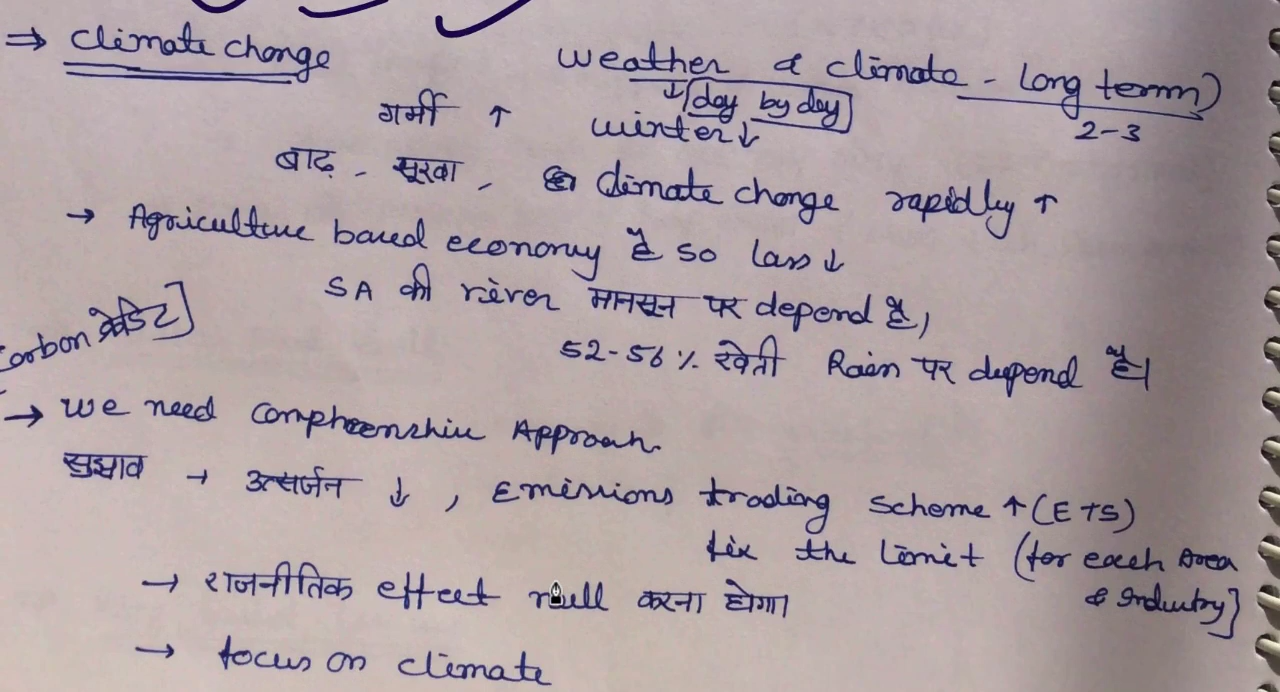 ⇒ climate change
weather & climate - long term)
↓ [day by day]
2-3
गर्मी ↑ winter↓
बाढ़, सूखा, climate change rapidly ↑
→ Agriculture based economy है so loss ↓
SA की river मानसून पर depend है,
Carbon क्रेडिट]
52-56 % खेती Rain पर depend है।
→ we need Approach.
सुझाव → उत्सर्जन ↓, Emissions trading scheme ↑ (ETS)
fix the limit (for each Area
& Industry]
→ राजनीतिक effect null करना होगा।
→ focus on climate